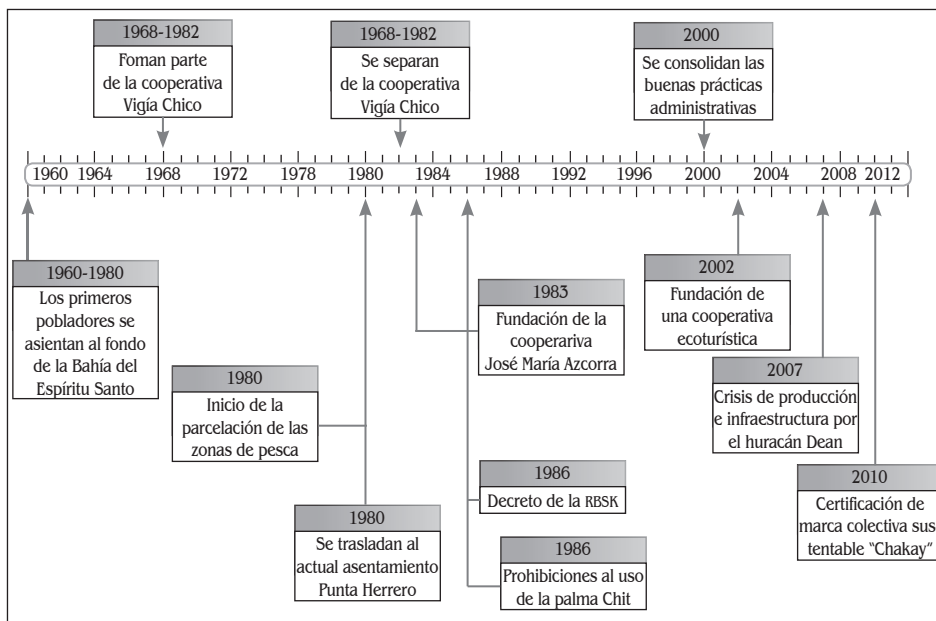 1968-1982
Foman parte
de la cooperativa
Vigía Chico
1968-1982
Se separan
de la cooperativa
Vigía Chico
2000
Se consolidan las
buenas prácticas
administrativas
1960 1964 1968 1972 1978 1980 1984 1988 1992 1996 2000 2004 2008 2012
1960-1980
Los primeros
pobladores se
asientan al fondo
de la Bahía del
Espíritu Santo
1980
Inicio de la
parcelación de las
zonas de pesca
1980
Se trasladan al
actual asentamiento
Punta Herrero
1983
Fundación de la
cooperariva
José María Azcorra
1986
Decreto de la RBSK
1986
Prohibiciones al uso
de la palma Chit
2002
Fundación de
una cooperativa
ecoturística
2007
Crisis de producción
e infraestructura por
el huracán Dean
2010
Certificación de
marca colectiva sus
tentable "Chakay"